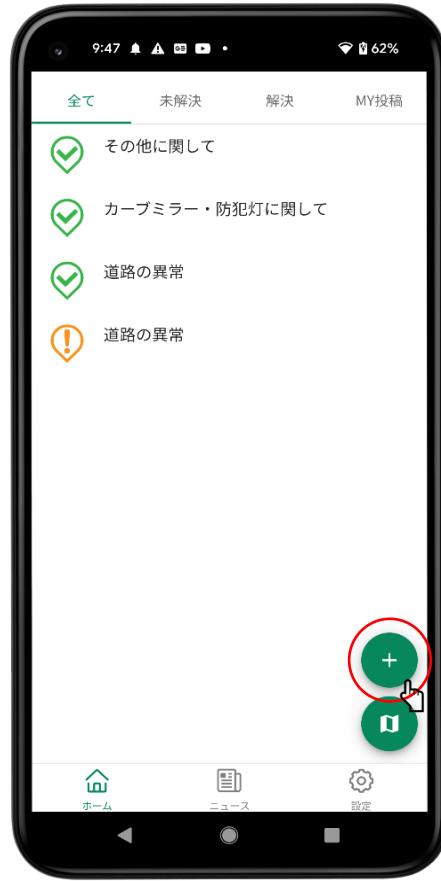 9:47 62%
全て 未解決 解決 MY投稿
その他に関して
カーブミラー・防犯灯に関して
道路の異常
道路の異常
ホーム ニュース 設定